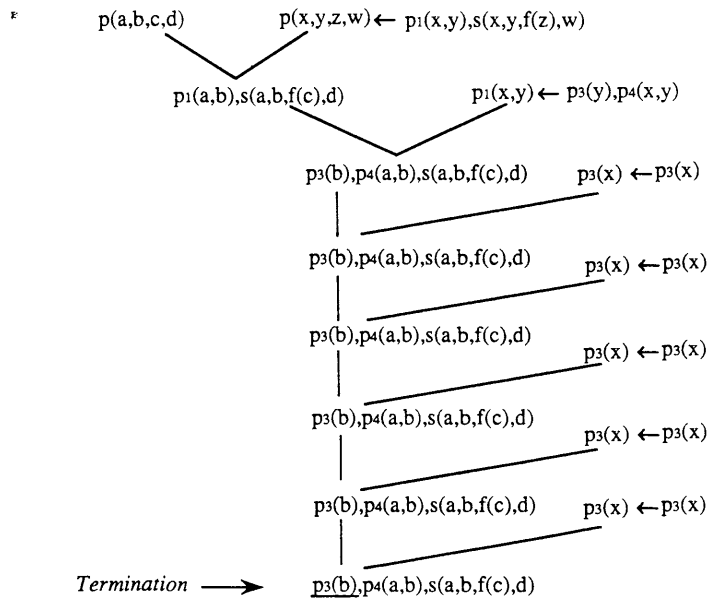 p(a,b,c,d) p(x,y,z,w) ← p1(x,y),s(x,y,f(z),w)
p1(a,b),s(a,b,f(c),d) p1(x,y) ← p3(y),p4(x,y)
p3(b),p4(a,b),s(a,b,f(c),d) p3(x) ← p3(x)
p3(b),p4(a,b),s(a,b,f(c),d) p3(x) ← p3(x)
p3(b),p4(a,b),s(a,b,f(c),d) p3(x) ← p3(x)
p3(b),p4(a,b),s(a,b,f(c),d) p3(x) ← p3(x)
p3(b),p4(a,b),s(a,b,f(c),d) p3(x) ← p3(x)
Termination → p3(b),p4(a,b),s(a,b,f(c),d)